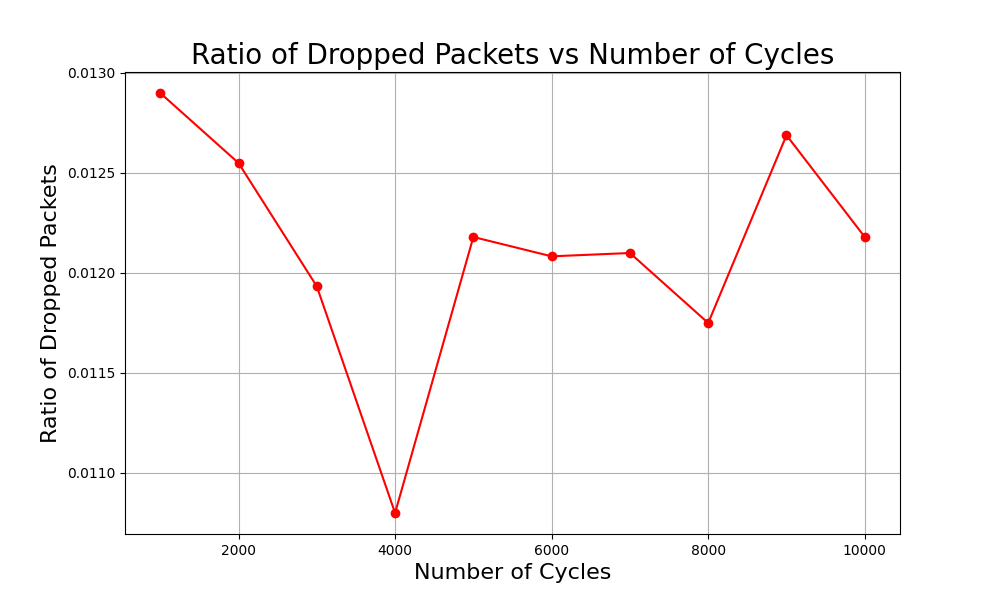 Ratio of Dropped Packets vs Number of Cycles
Ratio of Dropped Packets
0.0130
0.0125
0.0120
0.0115
0.0110
2000 4000 6000 8000 10000
Number of Cycles